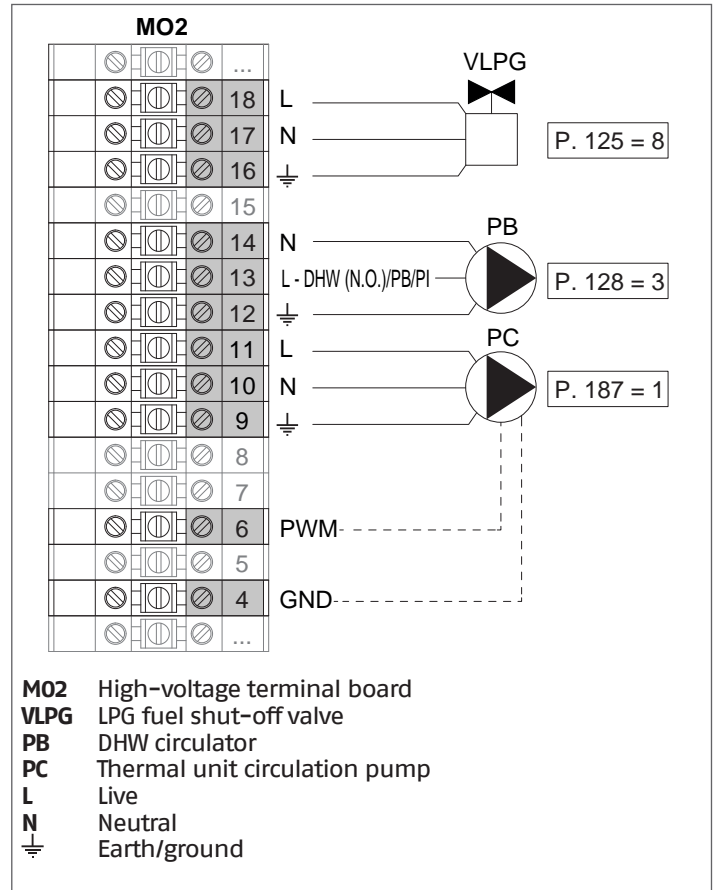 MO2
...
18 L VLPG
17 N P. 125 = 8
16
15
14 N PB
13 L - DHW (N.O.)/PB/PI P. 128 = 3
12
11 L PC
10 N P. 187 = 1
9
8
7
6 PWM
5
4 GND
...
M02 High-voltage terminal board
VLPG LPG fuel shut-off valve
PB DHW circulator
PC Thermal unit circulation pump
L Live
N Neutral
⏚ Earth/ground